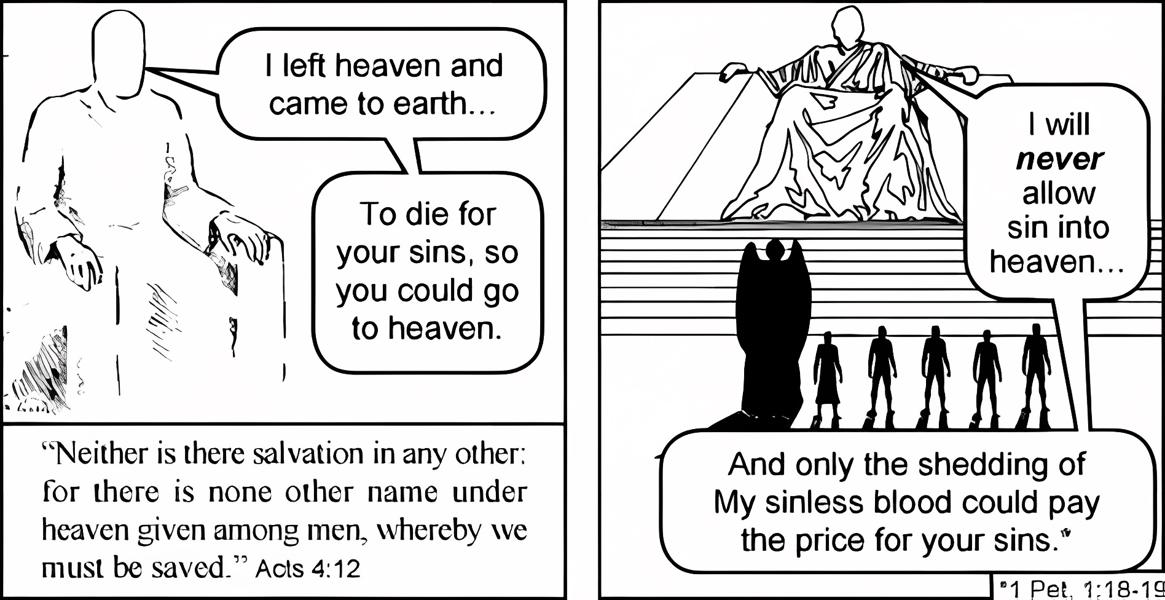 I left heaven and
came to earth...
To die for
your sins, so
you could go
to heaven.
“Neither is there salvation in any other:
for there is none other name under
heaven given among men, whereby we
must be saved.” Acts 4:12
I will
never
allow
sin into
heaven...
And only the shedding of
My sinless blood could pay
the price for your sins.*
*1 Pet. 1:18-19